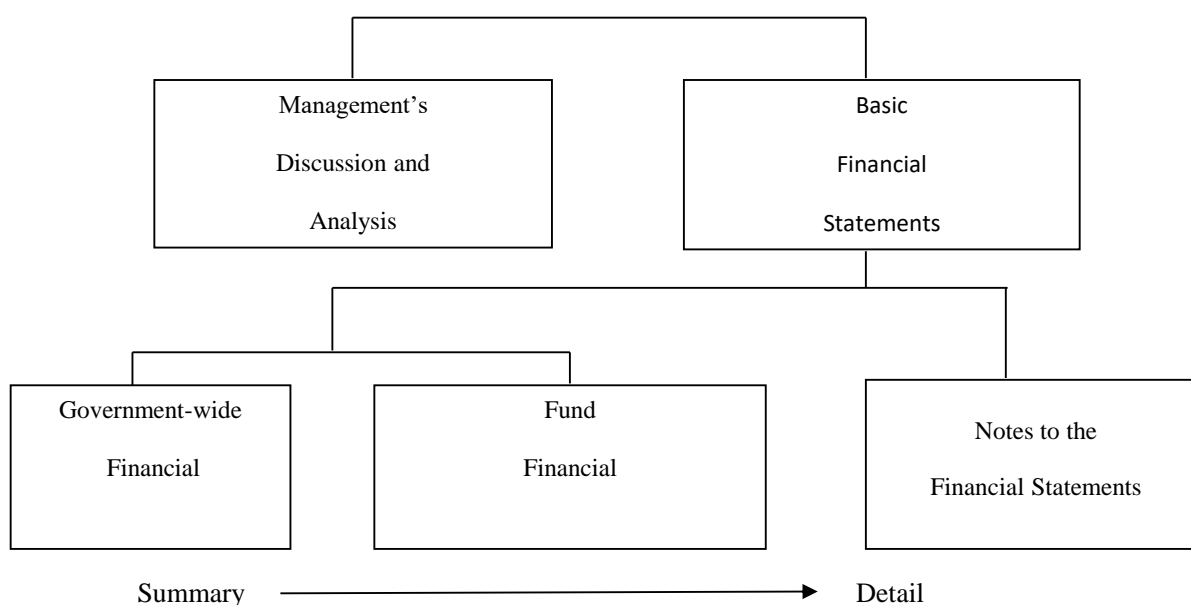 Management’s
Discussion and
Analysis
Basic
Financial
Statements
Government-wide
Financial
Fund
Financial
Notes to the
Financial Statements
Summary
Detail